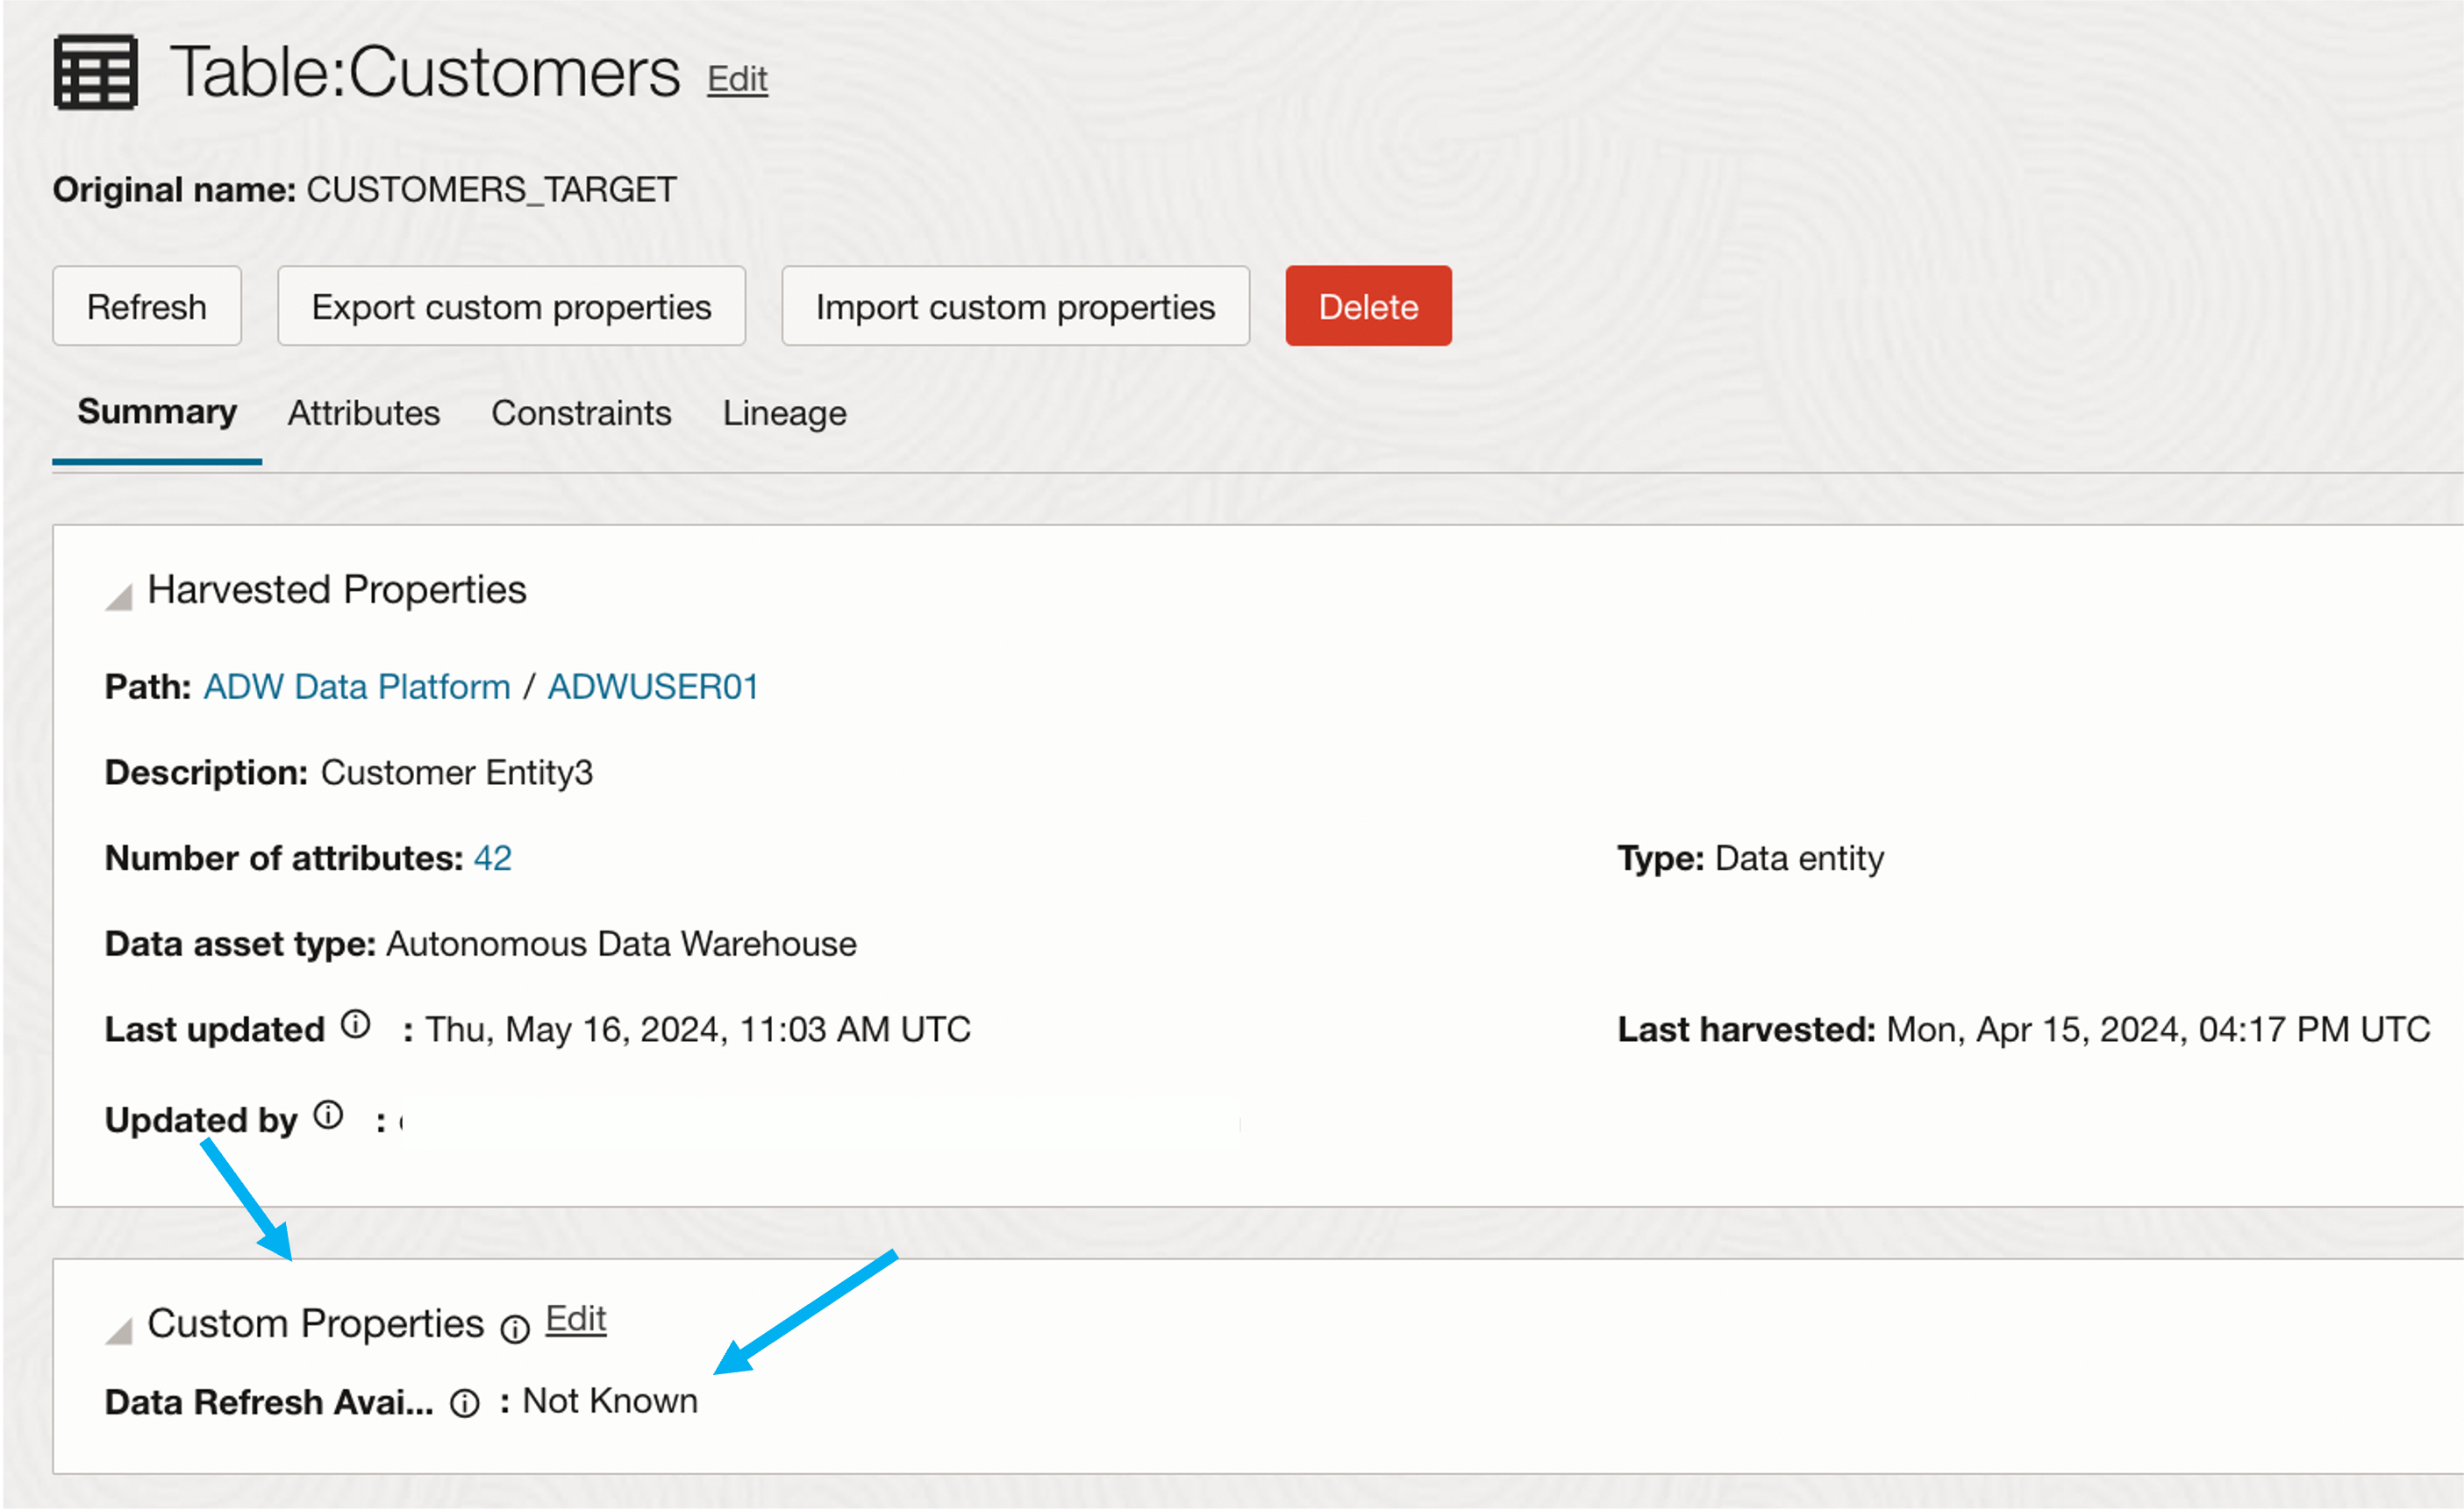 Table:Customers Edit
Original name: CUSTOMERS_TARGET
Refresh Export custom properties Import custom properties Delete
Summary Attributes Constraints Lineage
Harvested Properties
Path: ADW Data Platform / ADWUSER01
Description: Customer Entity3
Number of attributes: 42 Type: Data entity
Data asset type: Autonomous Data Warehouse
Last updated : Thu, May 16, 2024, 11:03 AM UTC Last harvested: Mon, Apr 15, 2024, 04:17 PM UTC
Updated by :
Custom Properties Edit
Data Refresh Avai... : Not Known